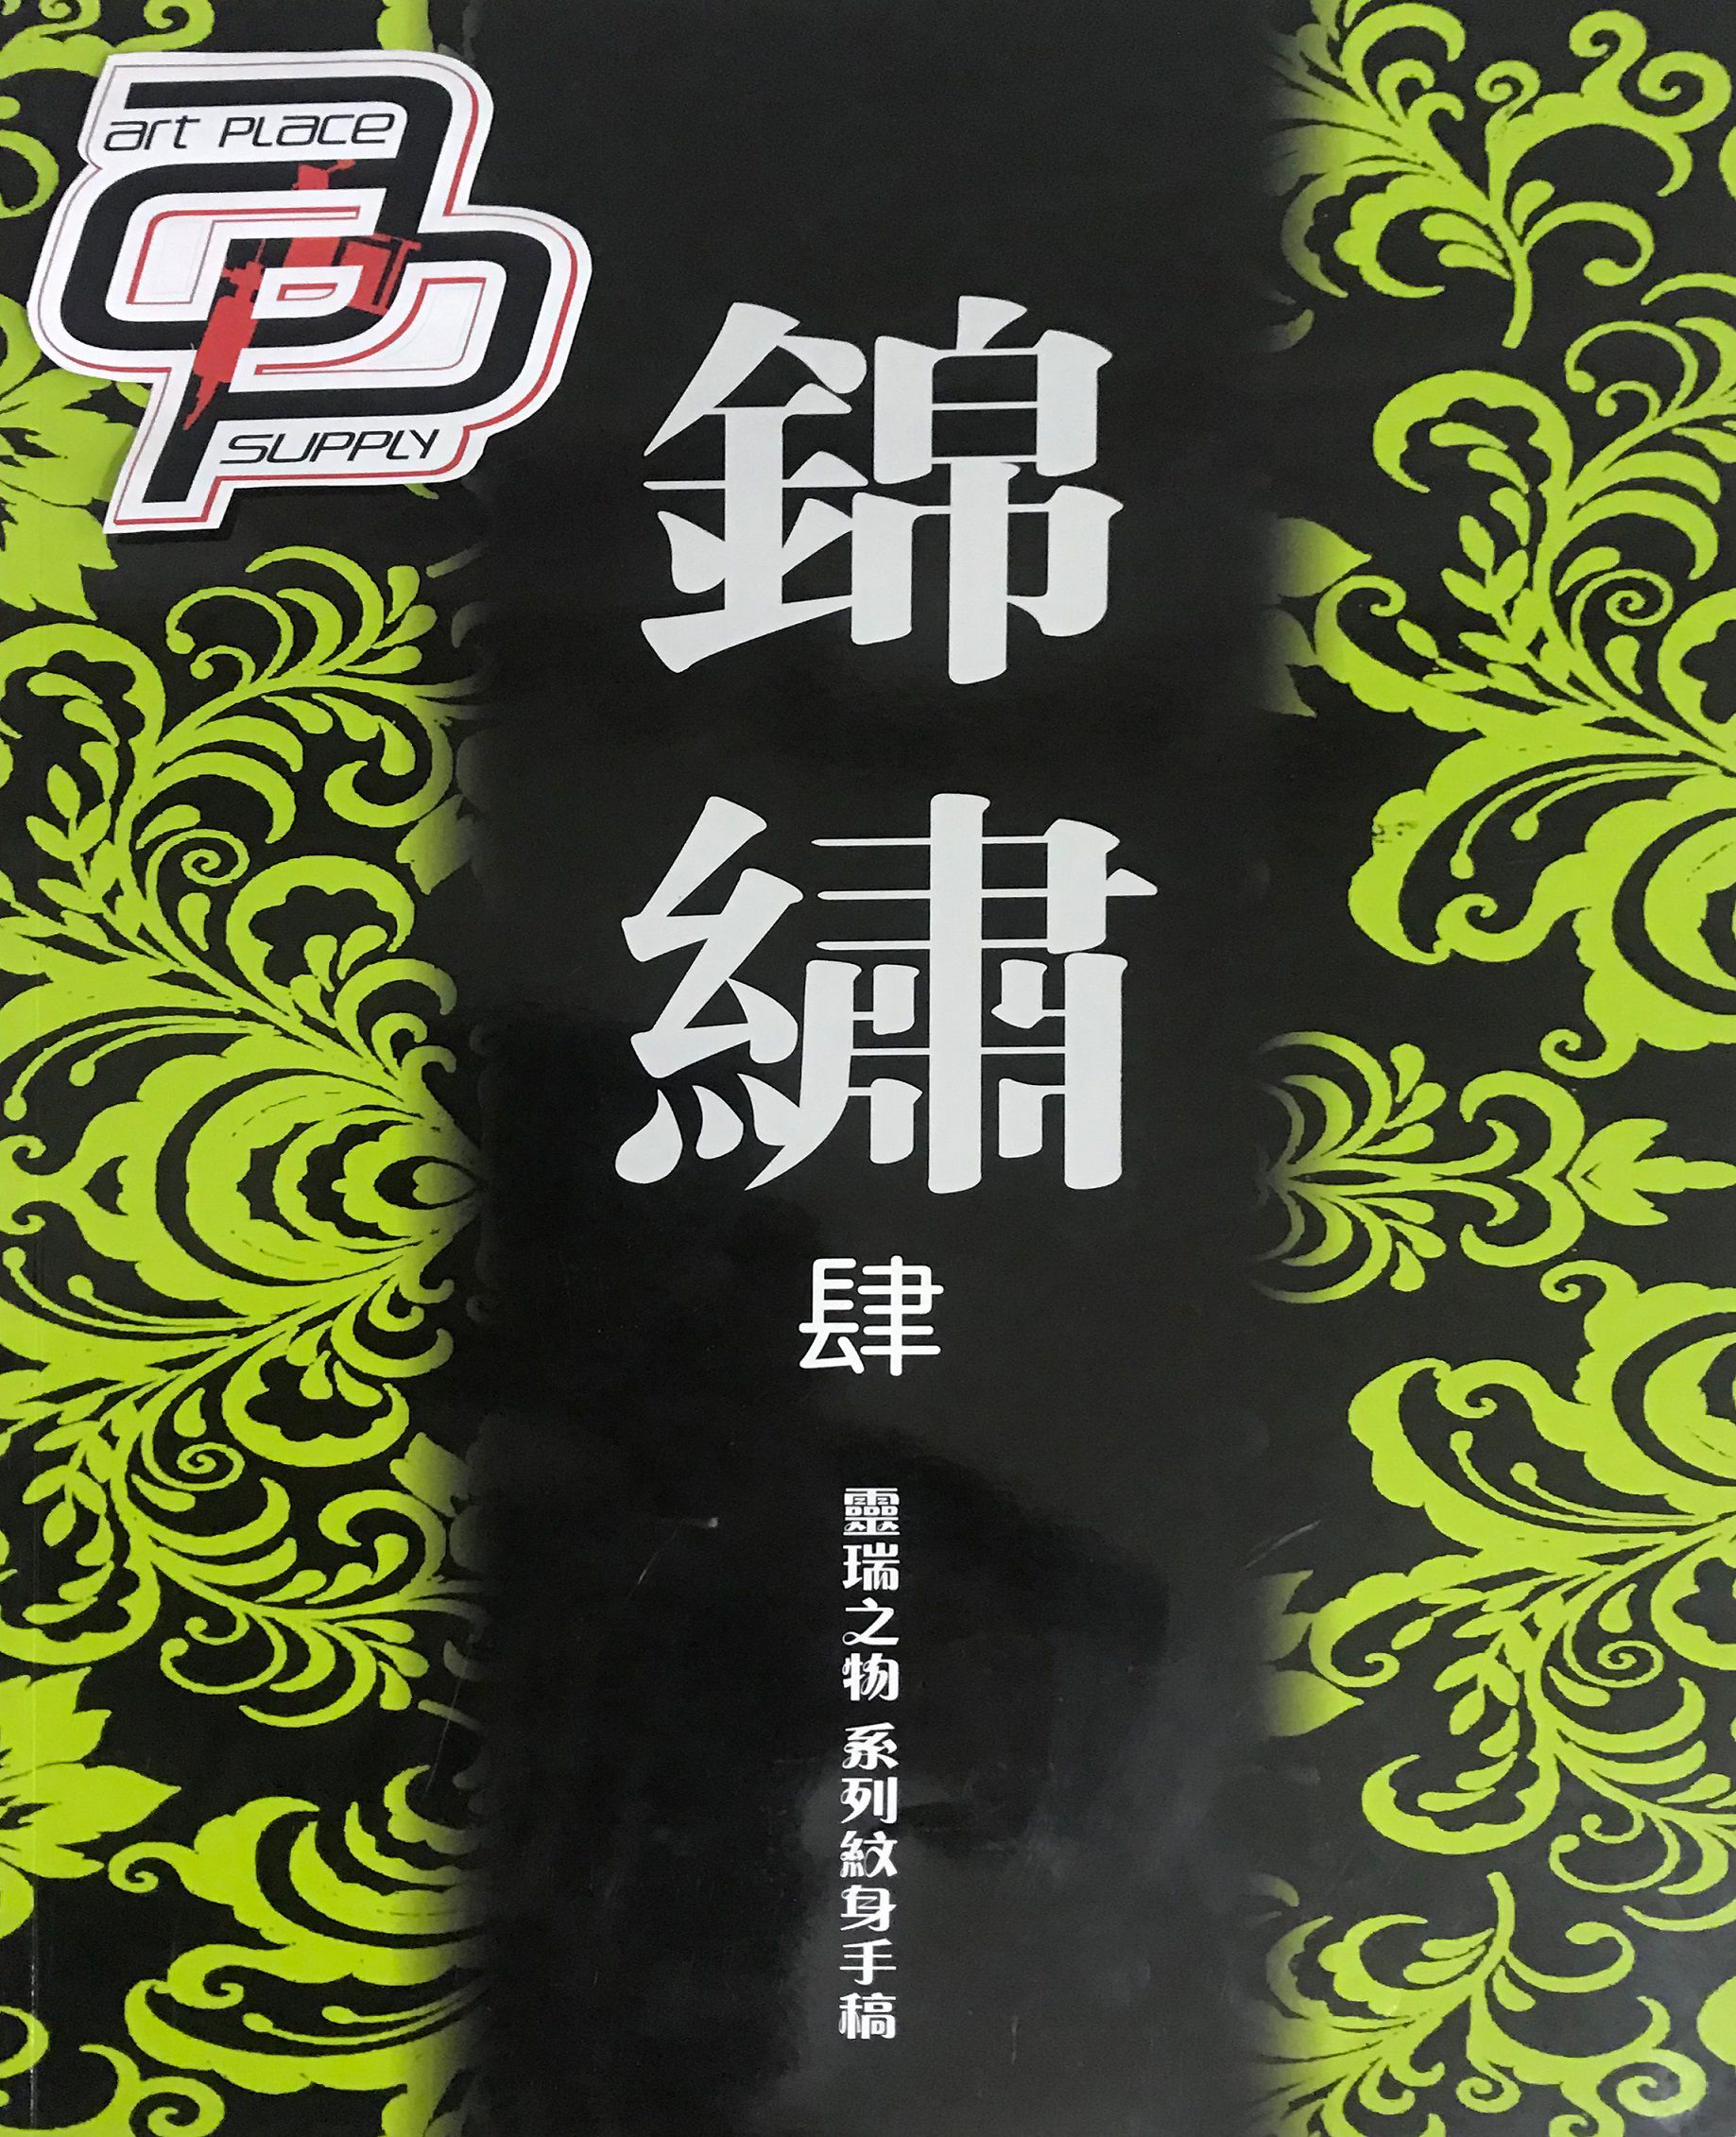 art place
SUPPLY
錦繡
肆
靈瑞之物 系列紋身手稿